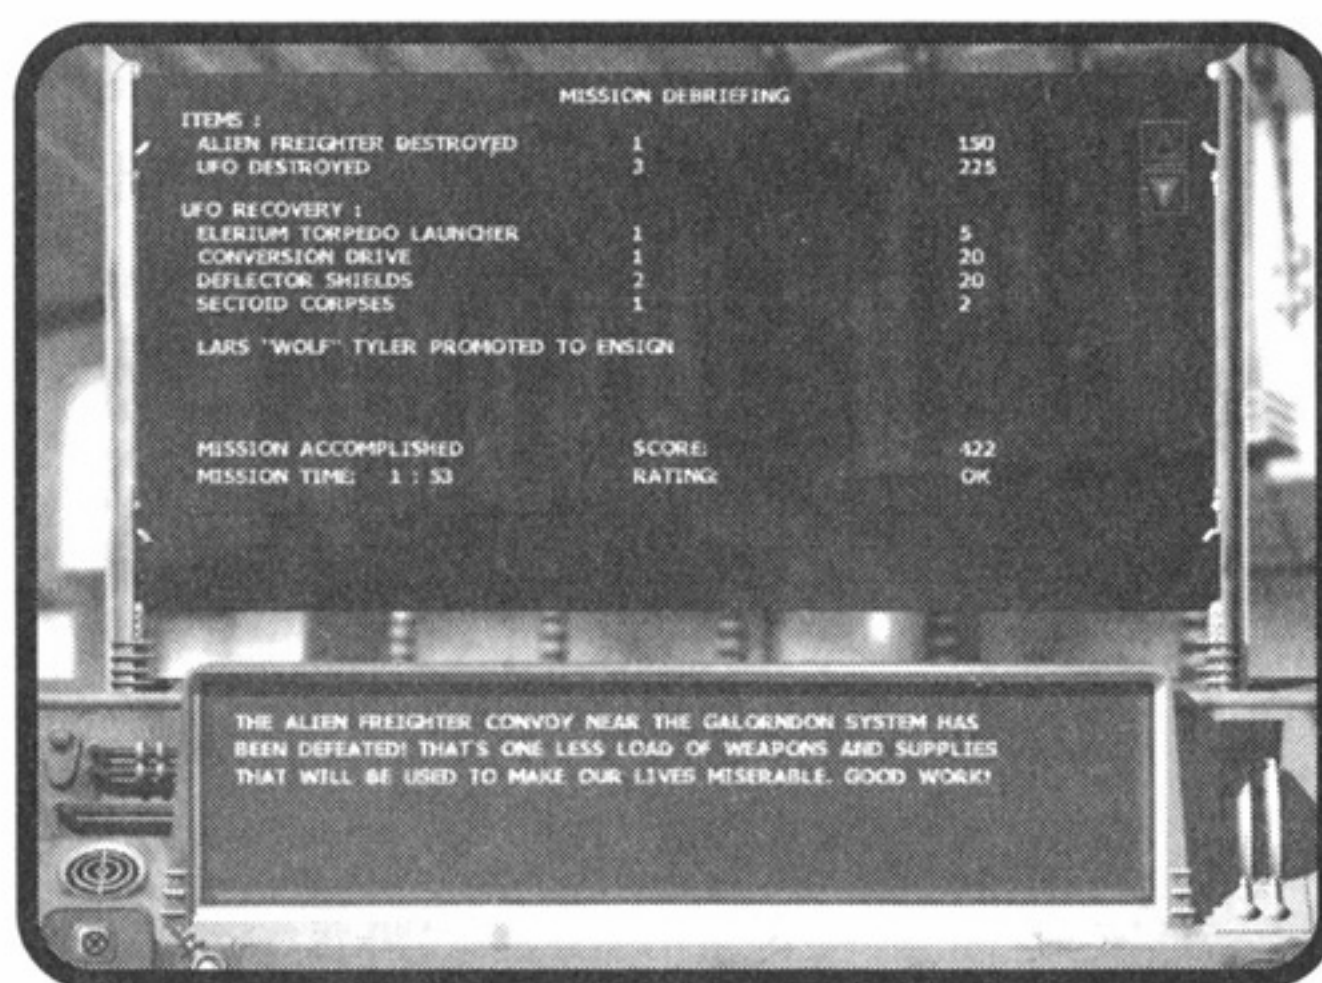 MISSION DEBRIEFING
ITEMS :
ALIEN FREIGHTER DESTROYED 1 150
UFO DESTROYED 3 225
UFO RECOVERY :
ELERIUM TORPEDO LAUNCHER 1 5
CONVERSION DRIVE 1 20
DEFLECTOR SHIELDS 2 20
SECTOID CORPSES 1 2
LARS "WOLF" TYLER PROMOTED TO ENSIGN
MISSION ACCOMPLISHED SCORE: 422
MISSION TIME: 1 : 53 RATING: OK
THE ALIEN FREIGHTER CONVOY NEAR THE GALORNDON SYSTEM HAS
BEEN DEFEATED! THAT'S ONE LESS LOAD OF WEAPONS AND SUPPLIES
THAT WILL BE USED TO MAKE OUR LIVES MISERABLE. GOOD WORK!